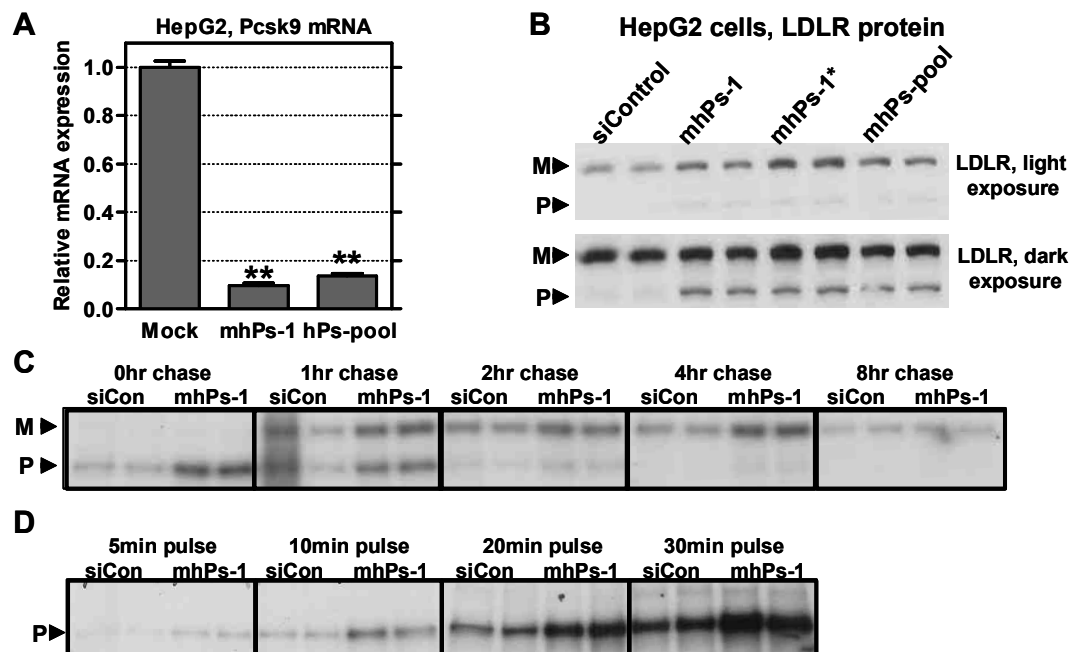 A
HepG2, Pcsk9 mRNA
Relative mRNA expression
1.0
0.8
0.6
0.4
0.2
0.0
**
**
Mock mhPs-1 hPs-pool
B
HepG2 cells, LDLR protein
siControl
mhPs-1
mhPs-1*
mhPs-pool
M
P
LDLR, light
exposure
M
P
LDLR, dark
exposure
C
0hr chase 1hr chase 2hr chase 4hr chase 8hr chase
siCon mhPs-1 siCon mhPs-1 siCon mhPs-1 siCon mhPs-1 siCon mhPs-1
M
P
D
5min pulse 10min pulse 20min pulse 30min pulse
siCon mhPs-1 siCon mhPs-1 siCon mhPs-1 siCon mhPs-1
P